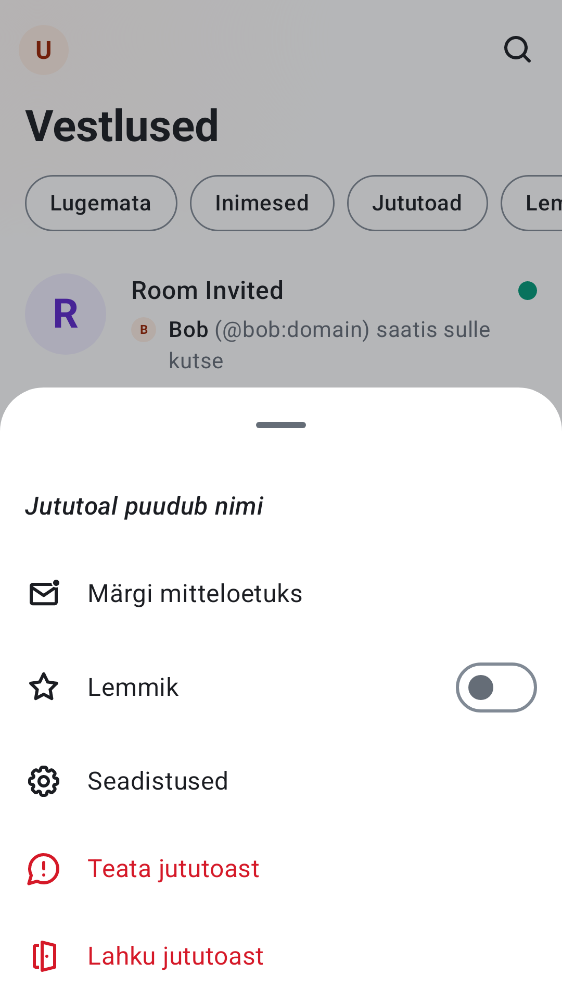 U
Vestlused
Lugemata
Inimesed
Jututoad
Lem
R
Room Invited
B
Bob (@bob:domain) saatis sulle
kutse
Jututoal puudub nimi
Märgi mitteloetuks
Lemmik
Seadistused
Teata jututoast
Lahku jututoast